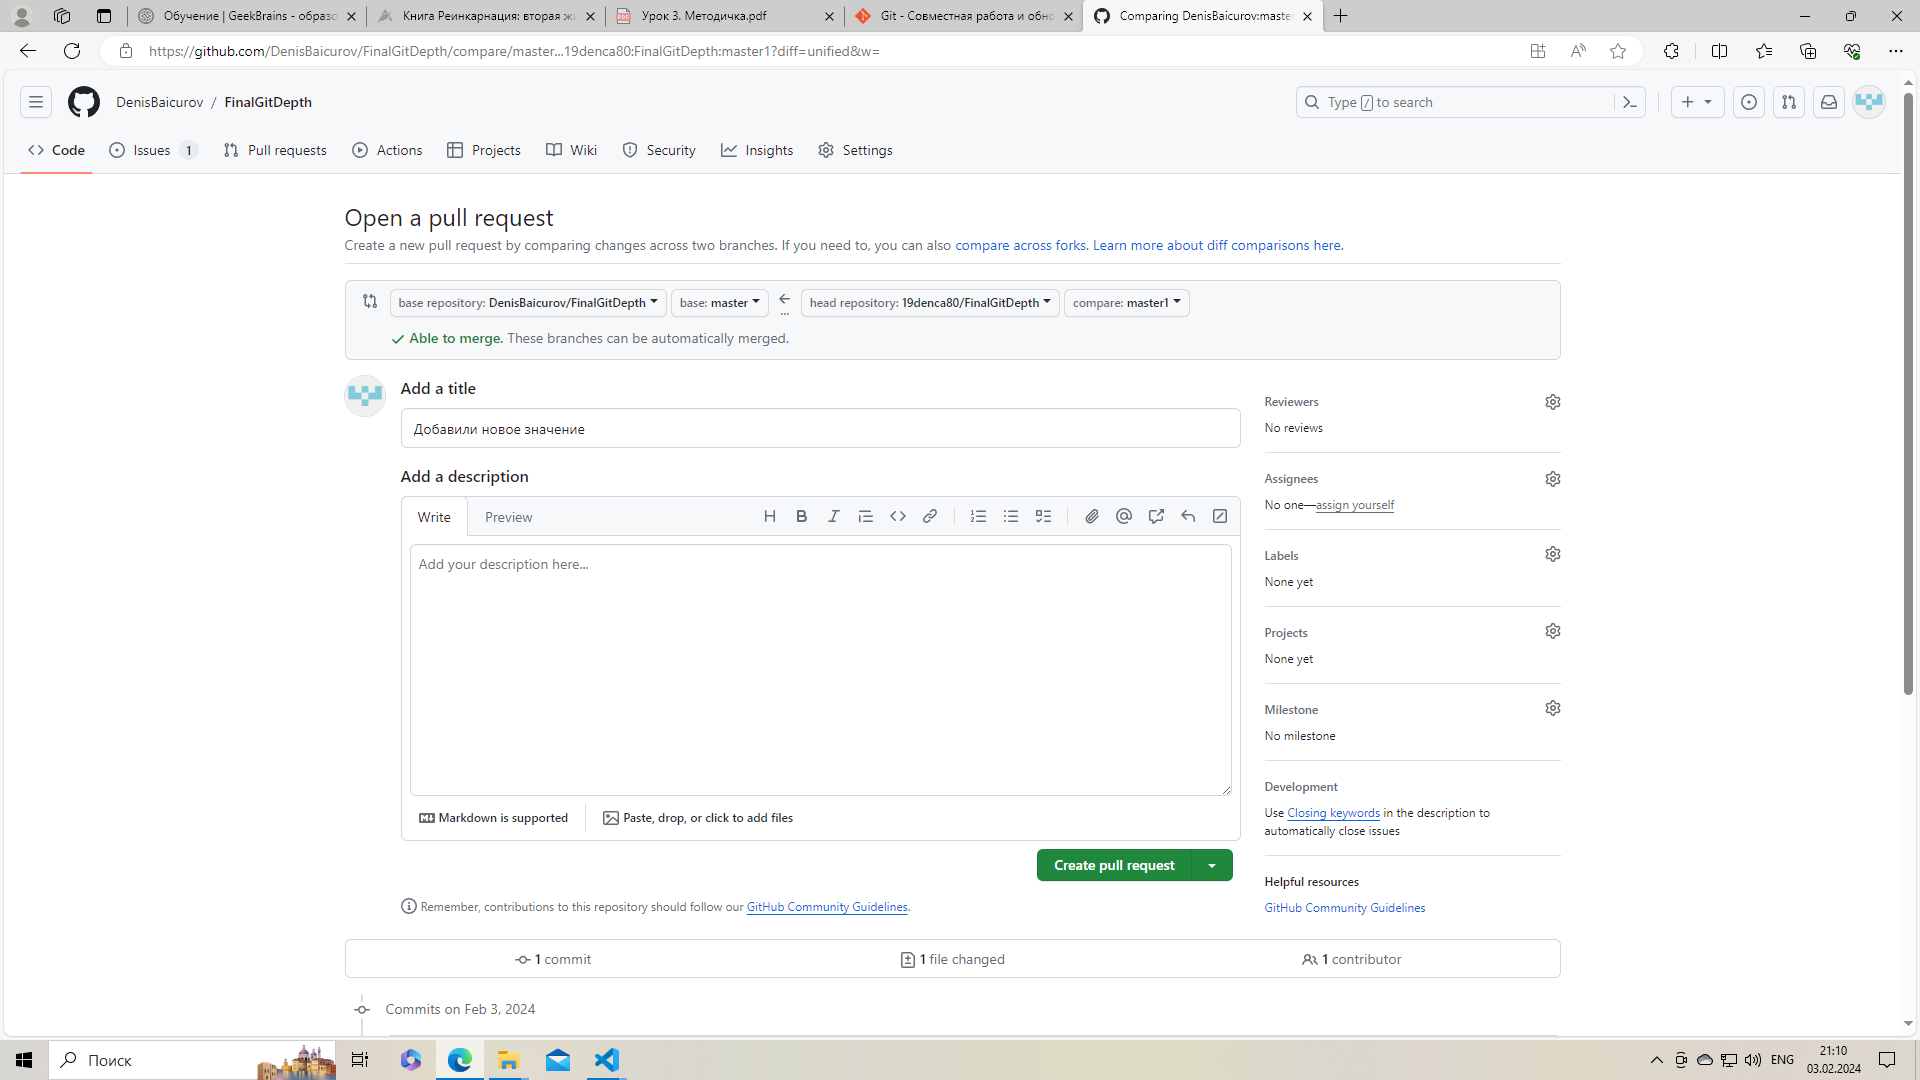 Обучение | GeekBrains - образо
Книга Реинкарнация: вторая жи
Урок 3. Методичка.pdf
Git - Совместная работа и обно
Comparing DenisBaicurov:master
https://github.com/DenisBaicurov/FinalGitDepth/compare/master...19denca80:FinalGitDepth:master1?diff=unified&w=
DenisBaicurov / FinalGitDepth
Type / to search
Code
Issues 1
Pull requests
Actions
Projects
Wiki
Security
Insights
Settings
Open a pull request
Create a new pull request by comparing changes across two branches. If you need to, you can also compare across forks. Learn more about diff comparisons here.
base repository: DenisBaicurov/FinalGitDepth
base: master
...
head repository: 19denca80/FinalGitDepth
compare: master1
Able to merge. These branches can be automatically merged.
Add a title
Добавили новое значение
Add a description
Write
Preview
Add your description here...
Markdown is supported
Paste, drop, or click to add files
Create pull request
Remember, contributions to this repository should follow our GitHub Community Guidelines.
Reviewers
No reviews
Assignees
No one—assign yourself
Labels
None yet
Projects
None yet
Milestone
No milestone
Development
Use Closing keywords in the description to
automatically close issues
Helpful resources
GitHub Community Guidelines
1 commit
1 file changed
1 contributor
Commits on Feb 3, 2024
Поиск
ENG
21:10
03.02.2024